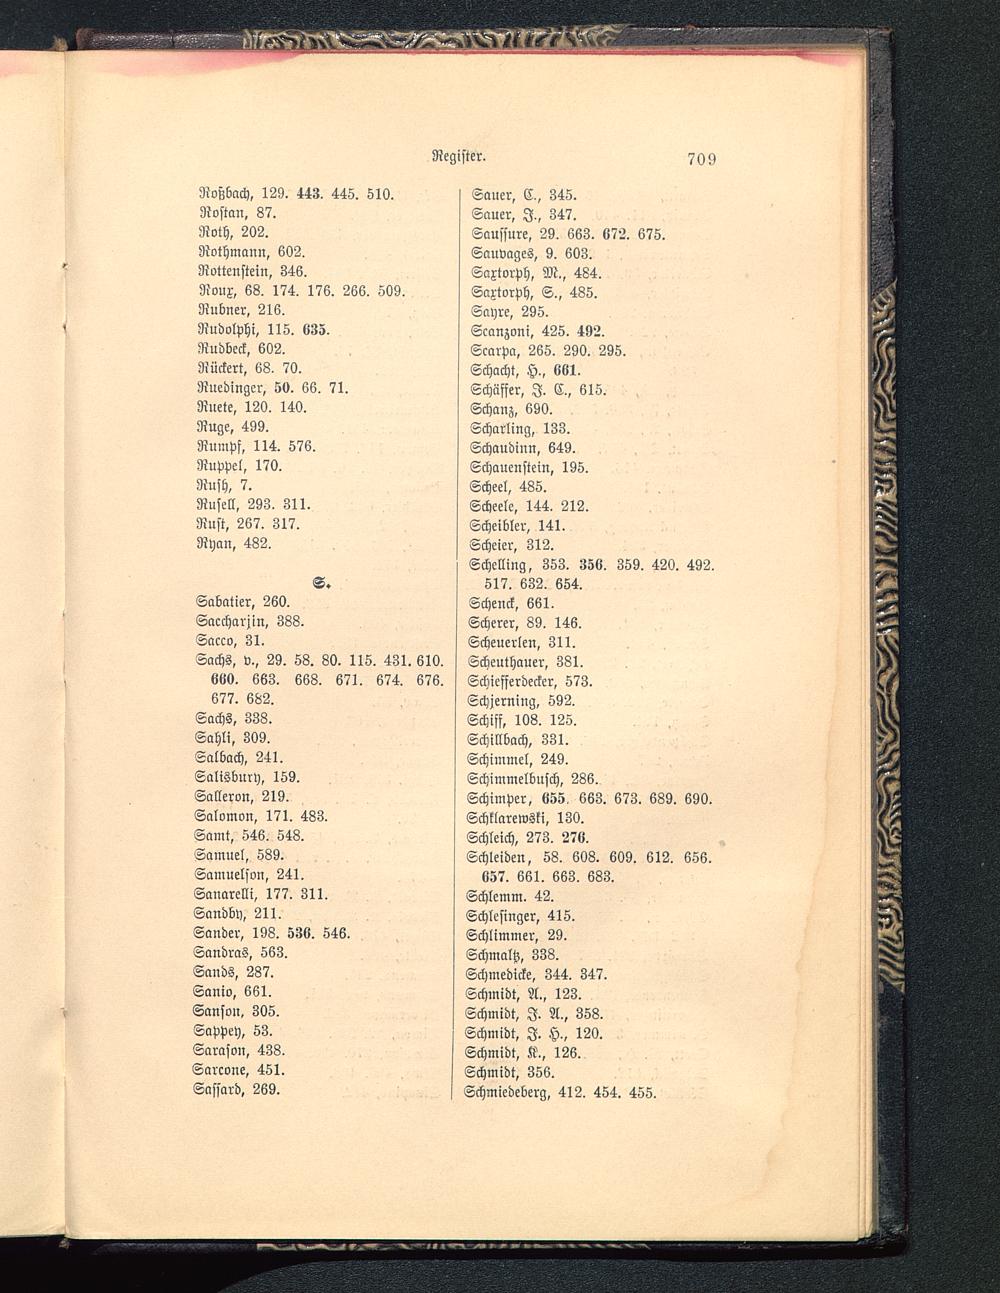 Register.
709
Roßbach, 129. 443. 445. 510.
Rostan, 87.
Roth, 202.
Rothmann, 602.
Rottenstein, 346.
Roux, 68. 174. 176. 266. 509.
Rubner, 216.
Rudolphi, 115. 635.
Rudbeck, 602.
Rückert, 68. 70.
Ruedinger, 50. 66. 71.
Ruete, 120. 140.
Ruge, 499.
Rumpf, 114. 576.
Ruppel, 170.
Rush, 7.
Rusell, 293. 311.
Rust, 267. 317.
Ryan, 482.
S.
Sabatier, 260.
Saccharjin, 388.
Sacco, 31.
Sachs, v., 29. 58. 80. 115. 431. 610.
660. 663. 668. 671. 674. 676.
677. 682.
Sachs, 338.
Sahli, 309.
Salbach, 241.
Salisbury, 159.
Salleron, 219.
Salomon, 171. 483.
Samt, 546. 548.
Samuel, 589.
Samuelson, 241.
Sanarelli, 177. 311.
Sandby, 211.
Sander, 198. 536. 546.
Sandras, 563.
Sands, 287.
Sanio, 661.
Sanson, 305.
Sappey, 53.
Sarason, 438.
Sarcone, 451.
Sassard, 269.
Sauer, C., 345.
Sauer, J., 347.
Saussure, 29. 663. 672. 675.
Sauvages, 9. 603.
Saxtorph, M., 484.
Saxtorph, S., 485.
Sayre, 295.
Scanzoni, 425. 492.
Scarpa, 265. 290. 295.
Schacht, H., 661.
Schäffer, J. C., 615.
Schanz, 690.
Scharling, 133.
Schaudinn, 649.
Schauenstein, 195.
Scheel, 485.
Scheele, 144. 212.
Scheibler, 141.
Scheier, 312.
Schelling, 353. 356. 359. 420. 492.
517. 632. 654.
Schenck, 661.
Scherer, 89. 146.
Scheuerlen, 311.
Scheuthauer, 381.
Schiefferdecker, 573.
Schjerning, 592.
Schiff, 108. 125.
Schillbach, 331.
Schimmel, 249.
Schimmelbusch, 286.
Schimper, 655. 663. 673. 689. 690.
Schklarewski, 130.
Schleich, 273. 276.
Schleiden, 58. 608. 609. 612. 656.
657. 661. 663. 683.
Schlemm. 42.
Schlesinger, 415.
Schlimmer, 29.
Schmaltz, 338.
Schmedicke, 344. 347.
Schmidt, A., 123.
Schmidt, J. A., 358.
Schmidt, J. H., 120.
Schmidt, K., 126.
Schmidt, 356.
Schmiedeberg, 412. 454. 455.